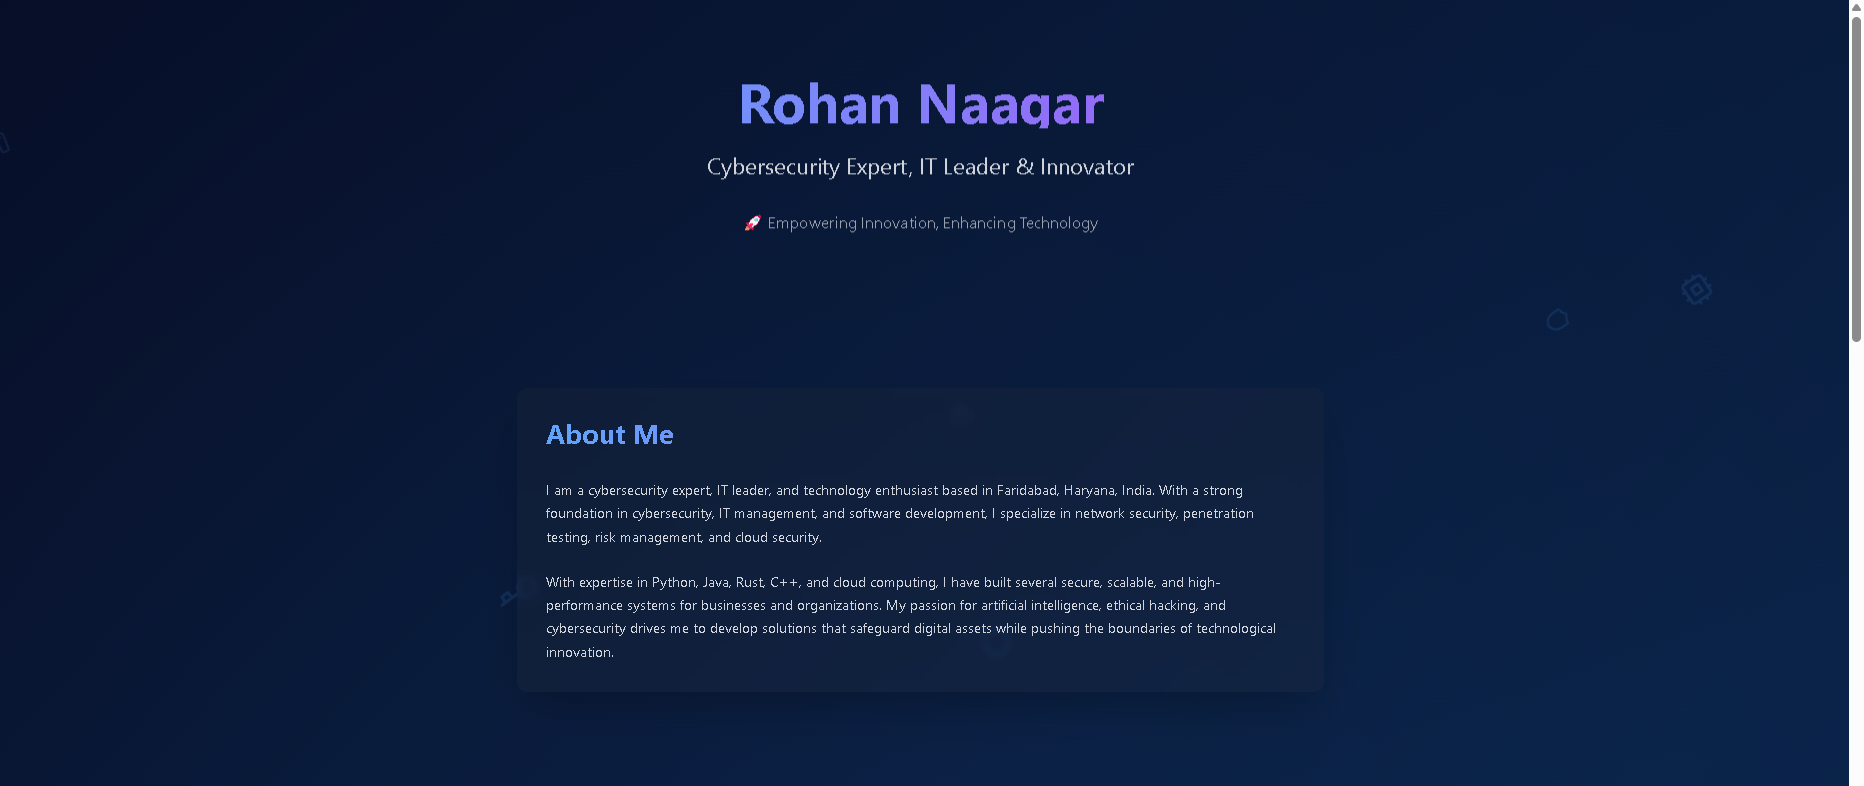 Rohan Naagar
Cybersecurity Expert, IT Leader & Innovator
🚀 Empowering Innovation, Enhancing Technology
About Me
I am a cybersecurity expert, IT leader, and technology enthusiast based in Faridabad, Haryana, India. With a strong
foundation in cybersecurity, IT management, and software development, I specialize in network security, penetration
testing, risk management, and cloud security.
With expertise in Python, Java, Rust, C++, and cloud computing, I have built several secure, scalable, and high-
performance systems for businesses and organizations. My passion for artificial intelligence, ethical hacking, and
cybersecurity drives me to develop solutions that safeguard digital assets while pushing the boundaries of technological
innovation.